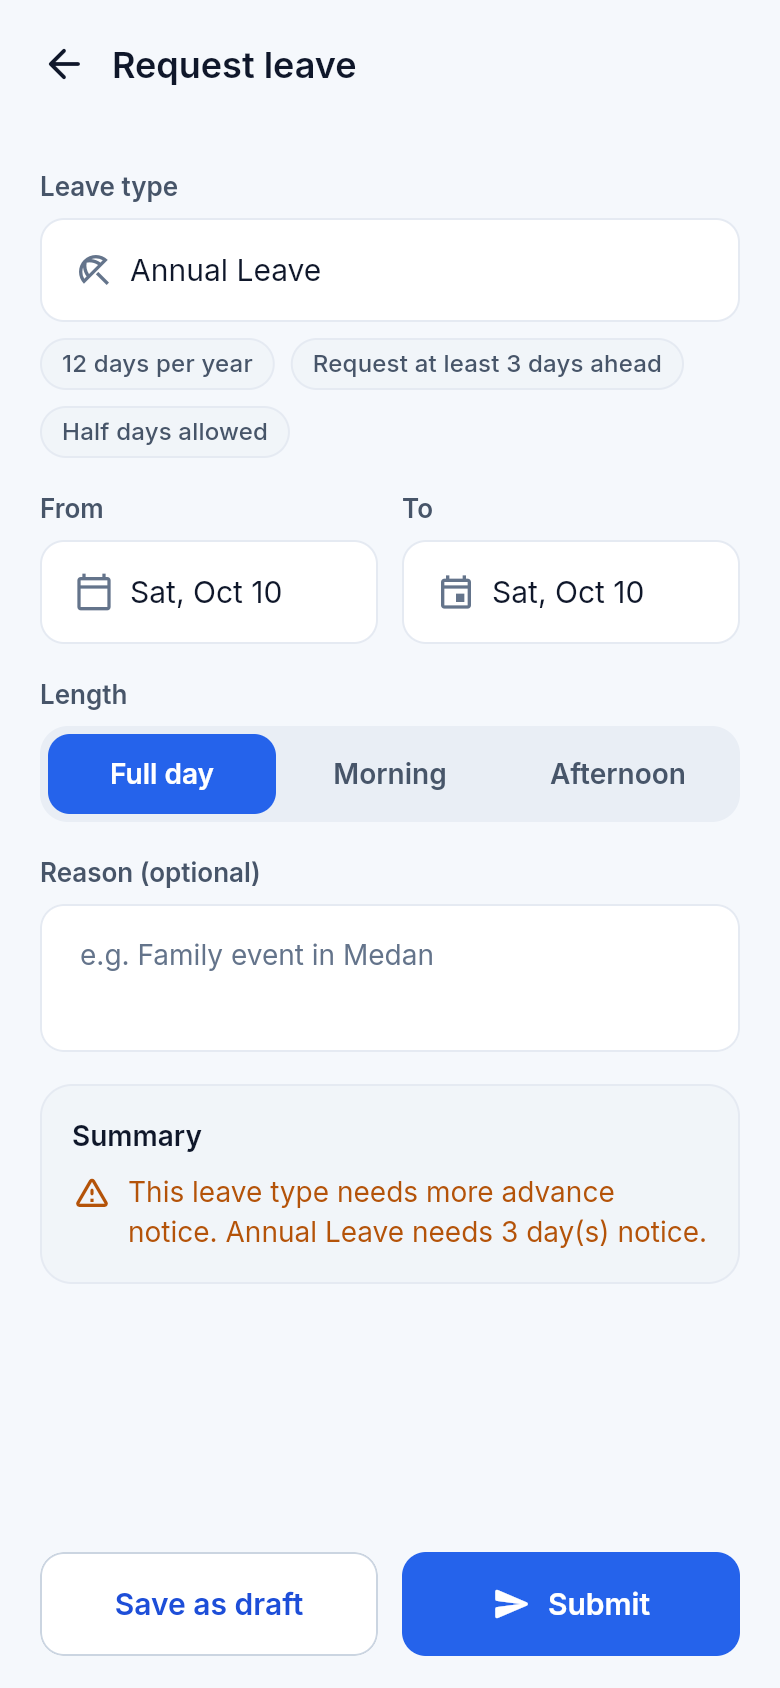 Request leave
Leave type
Annual Leave
12 days per year
Request at least 3 days ahead
Half days allowed
From
To
Sat, Oct 10
Sat, Oct 10
Length
Full day
Morning
Afternoon
Reason (optional)
e.g. Family event in Medan
Summary
This leave type needs more advance
notice. Annual Leave needs 3 day(s) notice.
Save as draft
Submit